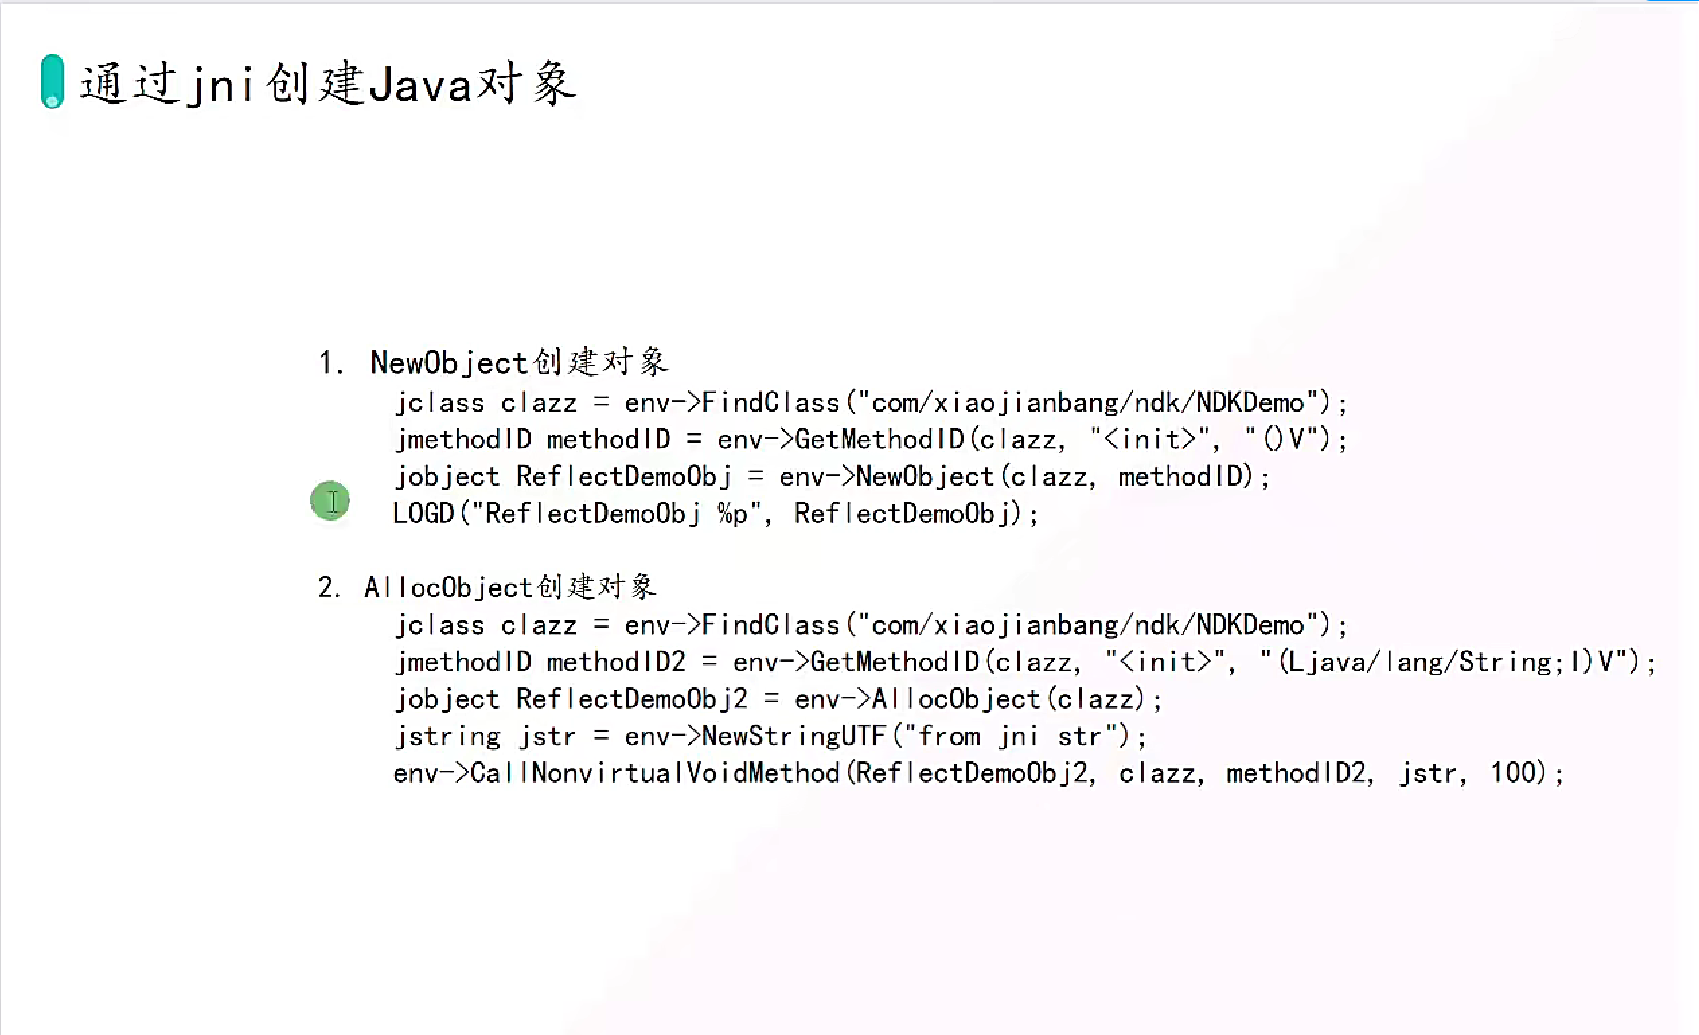 通过jni创建Java对象
1. NewObject创建对象
jclass clazz = env->FindClass("com/xiaojianbang/ndk/NDKDemo");
jmethodID methodID = env->GetMethodID(clazz, "<init>", "()V");
jobject ReflectDemoObj = env->NewObject(clazz, methodID);
LOGD("ReflectDemoObj %p", ReflectDemoObj);
2. AllocObject创建对象
jclass clazz = env->FindClass("com/xiaojianbang/ndk/NDKDemo");
jmethodID methodID2 = env->GetMethodID(clazz, "<init>", "(Ljava/lang/String;I)V");
jobject ReflectDemoObj2 = env->AllocObject(clazz);
jstring jstr = env->NewStringUTF("from jni str");
env->CallNonvirtualVoidMethod(ReflectDemoObj2, clazz, methodID2, jstr, 100);